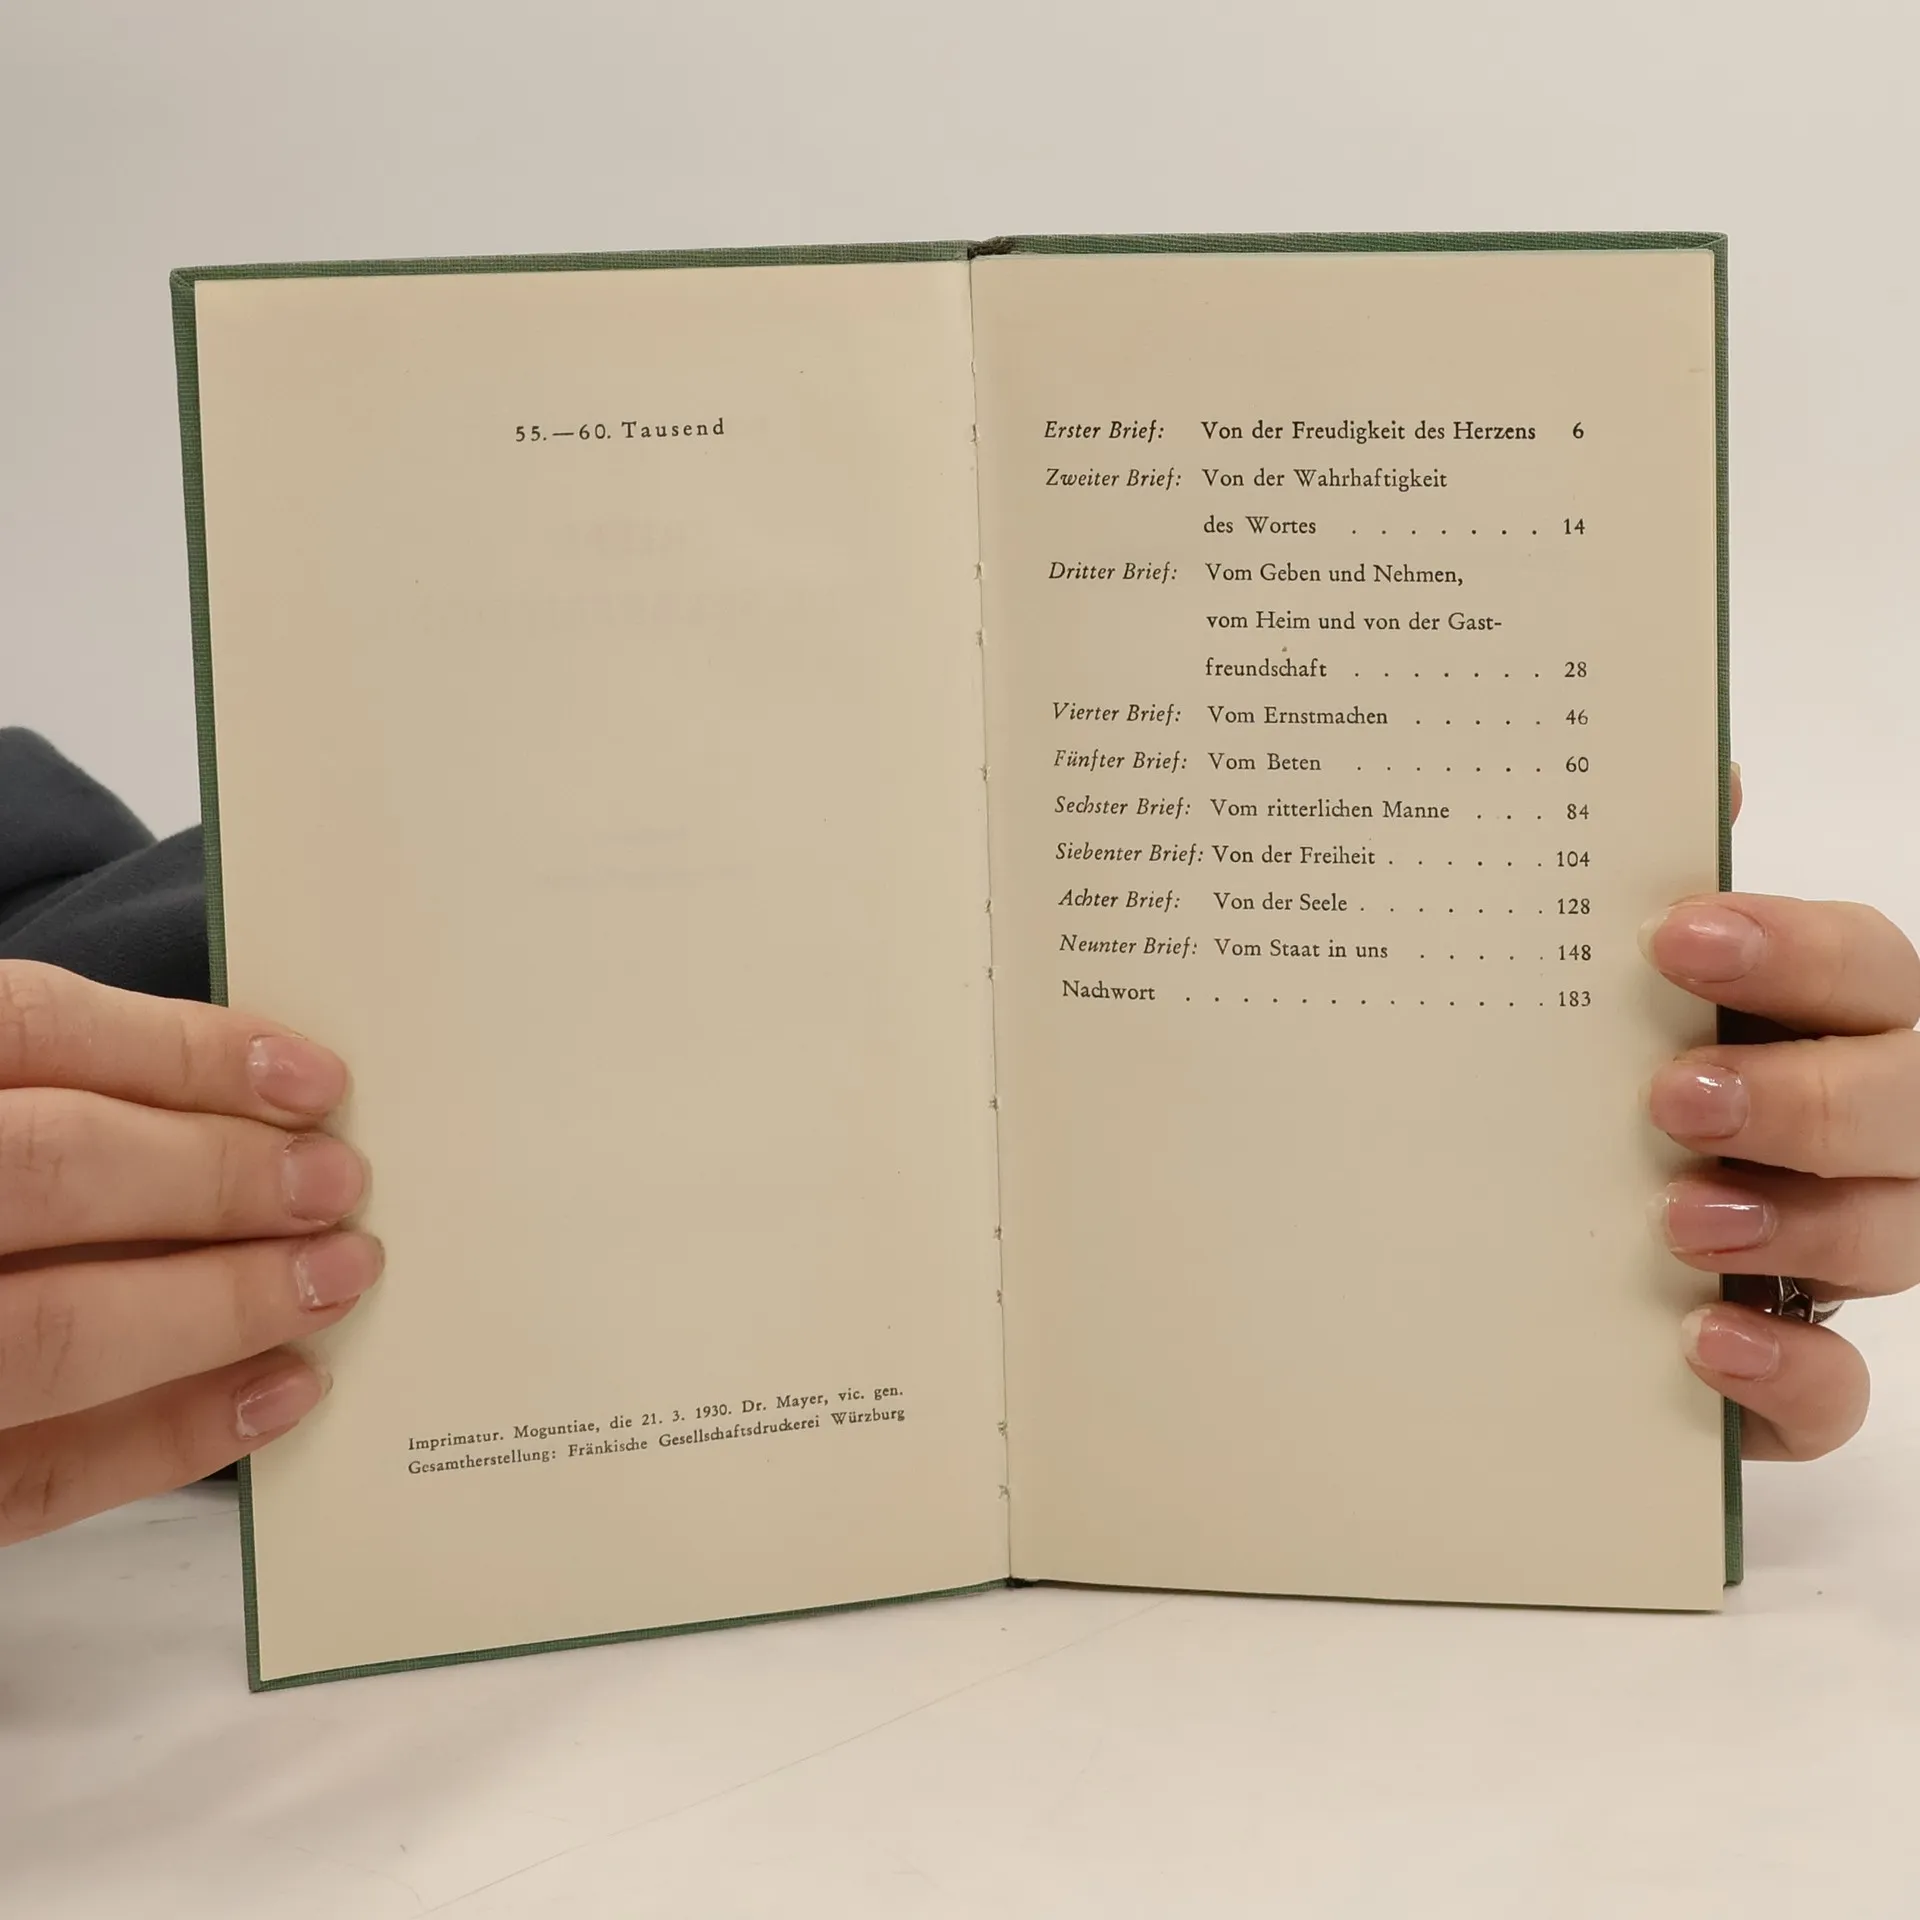 55.—60. Tausend
Imprimatur. Moguntiae, die 21. 3. 1930. Dr. Mayer, vic. gen.
Gesamtherstellung: Fränkische Gesellschaftsdruckerei Würzburg
Erster Brief: Von der Freudigkeit des Herzens 6
Zweiter Brief: Von der Wahrhaftigkeit
des Wortes . . . . . . . 14
Dritter Brief: Vom Geben und Nehmen,
vom Heim und von der Gast-
freundschaft . . . . . . . 28
Vierter Brief: Vom Ernstmachen . . . . . 46
Fünfter Brief: Vom Beten . . . . . . . 60
Sechster Brief: Vom ritterlichen Manne . . . 84
Siebenter Brief: Von der Freiheit . . . . . . 104
Achter Brief: Von der Seele . . . . . . . 128
Neunter Brief: Vom Staat in uns . . . . . 148
Nachwort . . . . . . . . . . . . . 183